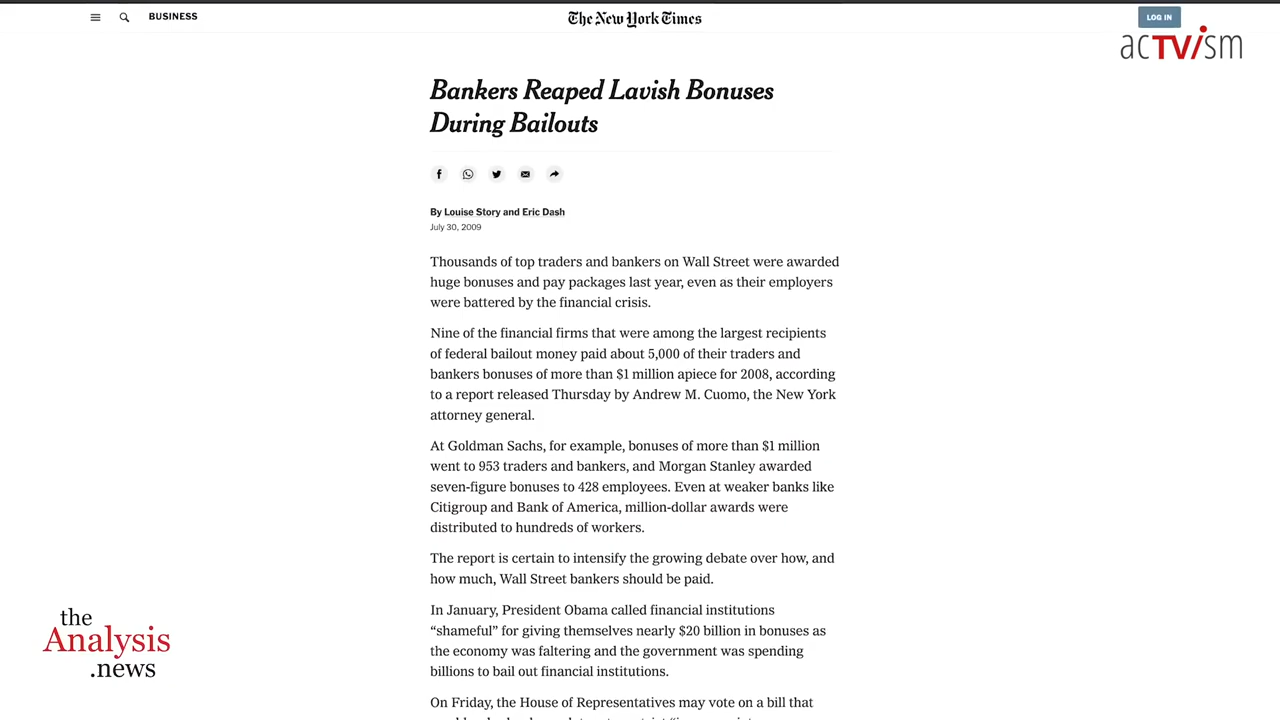 BUSINESS
The New York Times
LOG IN
acTVism
Bankers Reaped Lavish Bonuses
During Bailouts
By Louise Story and Eric Dash
July 30, 2009
Thousands of top traders and bankers on Wall Street were awarded
huge bonuses and pay packages last year, even as their employers
were battered by the financial crisis.
Nine of the financial firms that were among the largest recipients
of federal bailout money paid about 5,000 of their traders and
bankers bonuses of more than $1 million apiece for 2008, according
to a report released Thursday by Andrew M. Cuomo, the New York
attorney general.
At Goldman Sachs, for example, bonuses of more than $1 million
went to 953 traders and bankers, and Morgan Stanley awarded
seven-figure bonuses to 428 employees. Even at weaker banks like
Citigroup and Bank of America, million-dollar awards were
distributed to hundreds of workers.
The report is certain to intensify the growing debate over how, and
how much, Wall Street bankers should be paid.
In January, President Obama called financial institutions
“shameful” for giving themselves nearly $20 billion in bonuses as
the economy was faltering and the government was spending
billions to bail out financial institutions.
On Friday, the House of Representatives may vote on a bill that
the
Analysis
.news